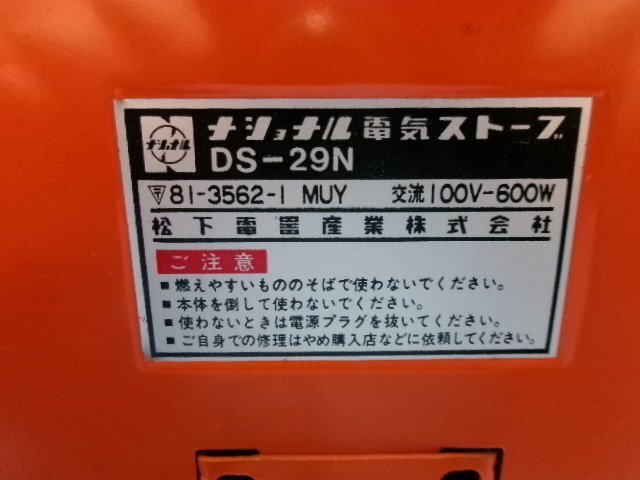 ナショナル
ナショナル電気ストーブ
DS-29N
〒81-3562-1 MUY 交流100V-600W
松下電器産業株式会社
ご注意
■燃えやすいもののそばで使わないでください。
■本体を倒して使わないでください。
■使わないときは電源プラグを抜いてください。
■ご自身での修理はやめ購入店などに依頼してください。